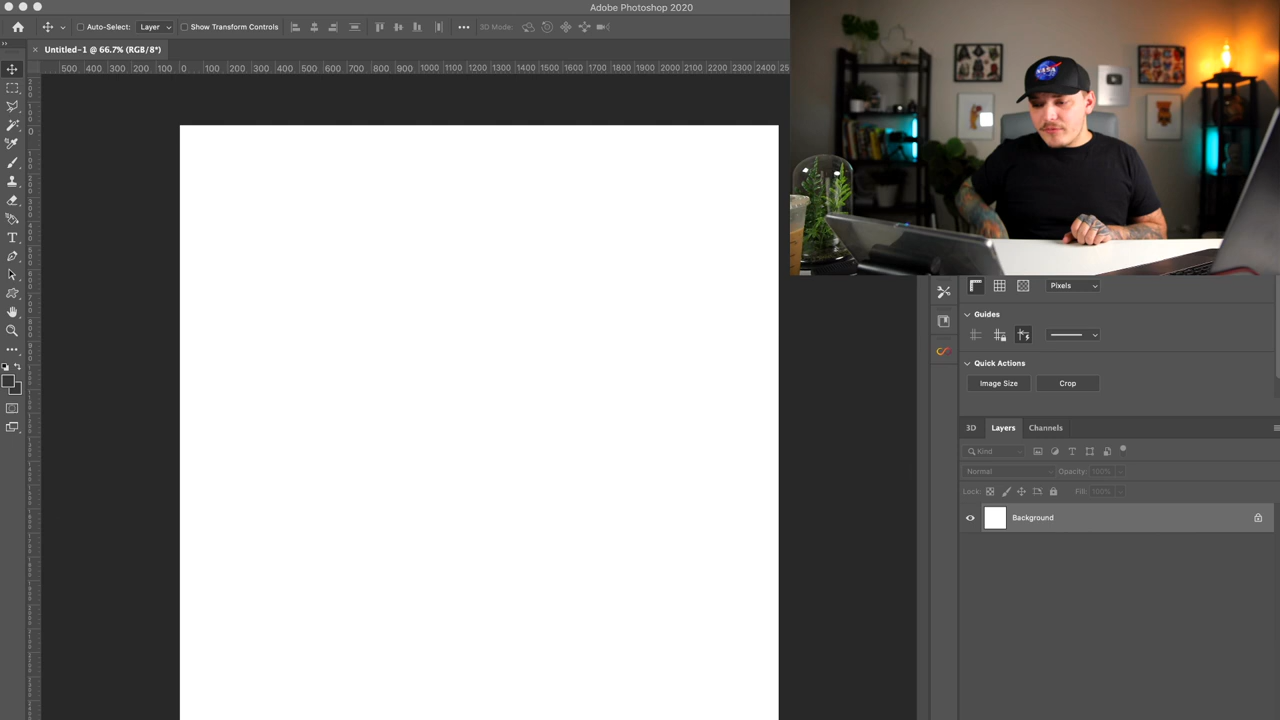 Adobe Photoshop 2020
Auto-Select: Layer Show Transform Controls 3D Mode:
Untitled-1 @ 66.7% (RGB/8*)
500 400 300 200 100 0 100 200 300 400 500 600 700 800 900 1000 1100 1200 1300 1400 1500 1600 1700 1800 1900 2000 2100 2200 2300 2400
NASA
Pixels
Guides
Quick Actions
Image Size Crop
3D Layers Channels
Kind
Normal Opacity: 100%
Lock: Fill: 100%
Background